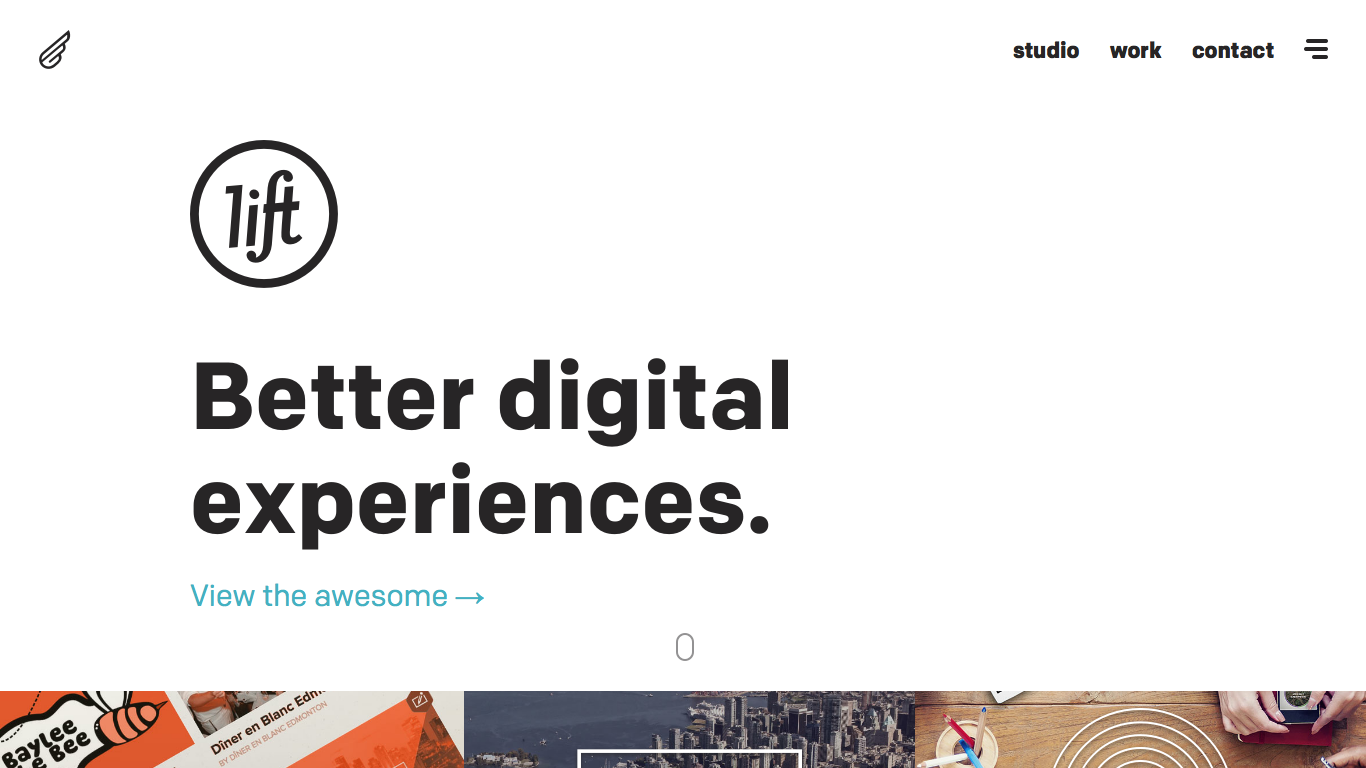 studio work contact
lift
Better digital
experiences.
View the awesome →
Baylee
Bee
Dîner en Blanc Edm
BY DÎNER EN BLANC EDMONTON